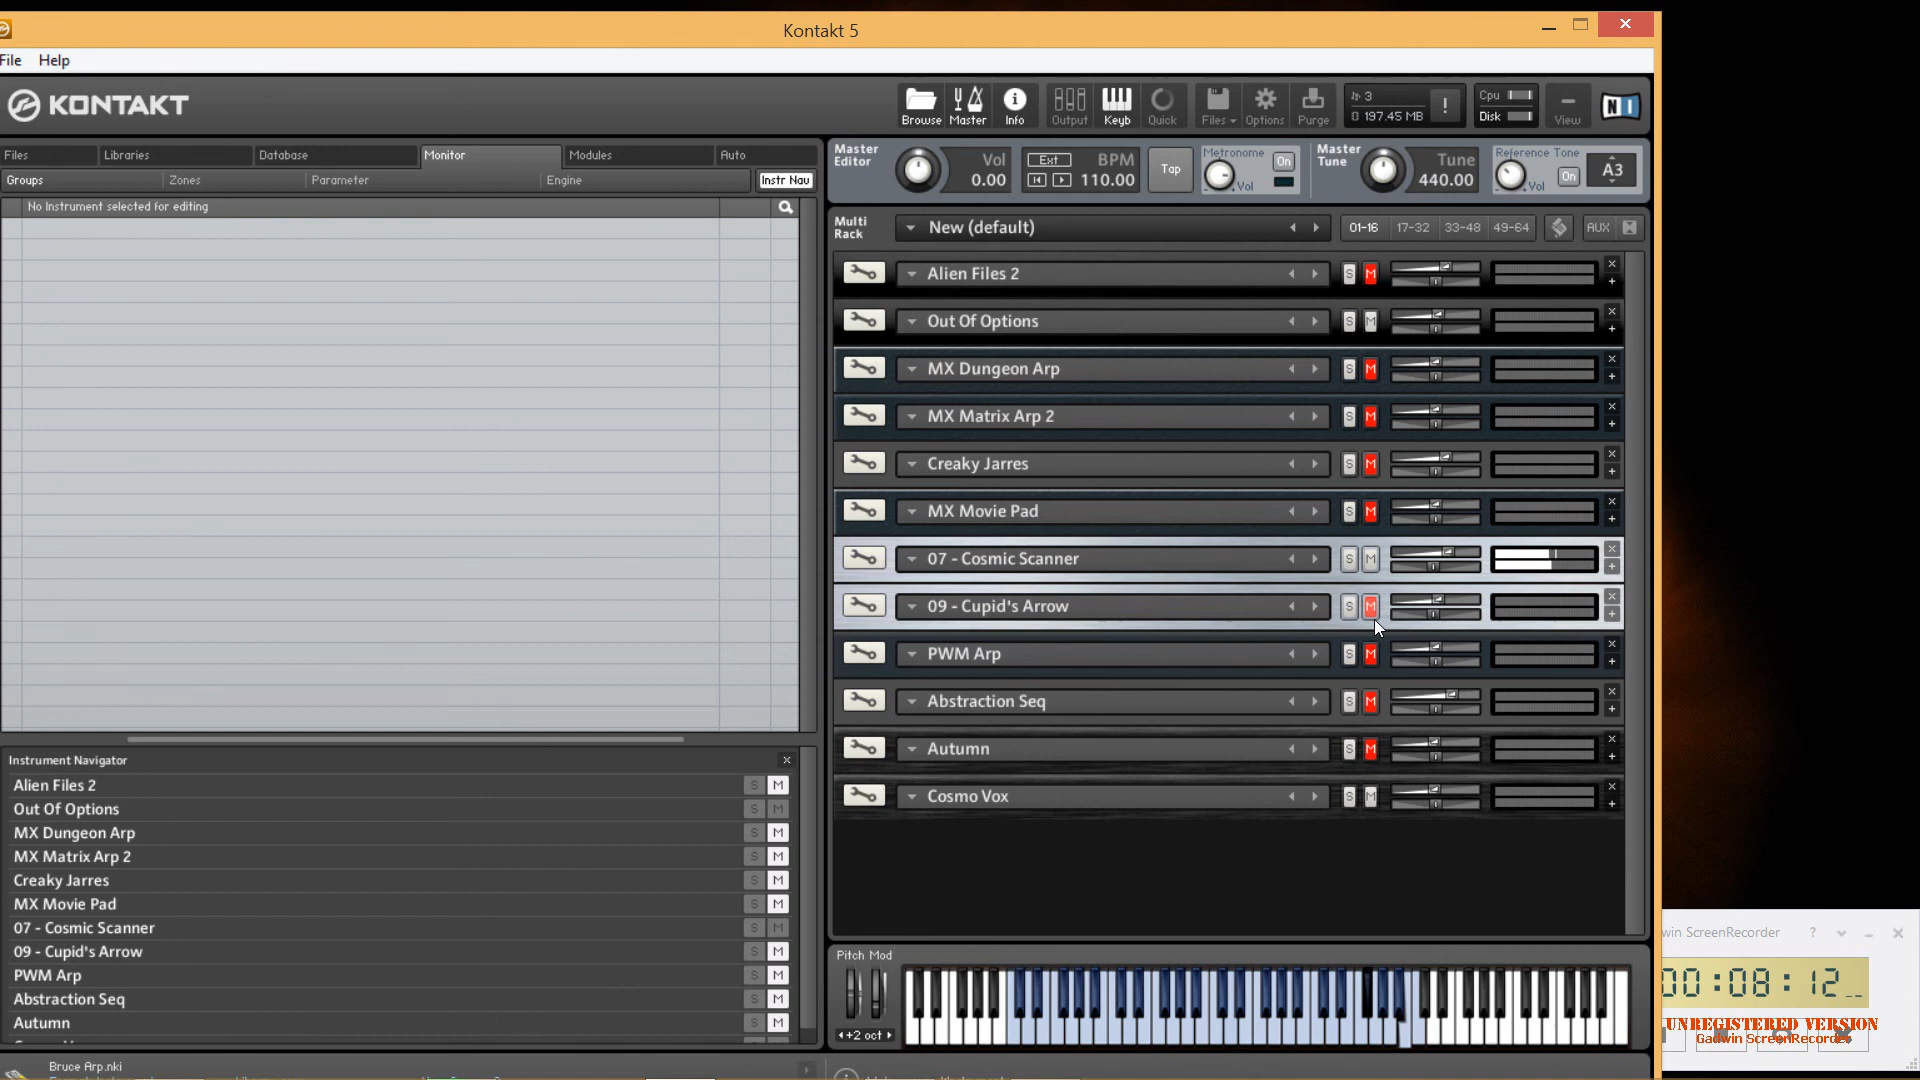 Kontakt 5
File Help
KONTAKT
Browse Master Info Output Keyb Quick Files Options Purge
3
197.45 MB
!
Cpu
Disk
View
NI
Files Libraries Database Monitor Modules Auto
Groups Zones Parameter Engine Instr Nav
No Instrument selected for editing
Master Editor
Vol
0.00
Ext BPM
110.00
Tap
Metronome On
Vol
Master Tune
Tune
440.00
Reference Tone
Vol On
A3
Multi Rack
New (default)
01-16 17-32 33-48 49-64 AUX
Alien Files 2 S M
Out Of Options S M
MX Dungeon Arp S M
MX Matrix Arp 2 S M
Creaky Jarres S M
MX Movie Pad S M
07 - Cosmic Scanner S M
09 - Cupid's Arrow S M
PWM Arp S M
Abstraction Seq S M
Autumn S M
Cosmo Vox S M
Instrument Navigator
Alien Files 2 S M
Out Of Options S M
MX Dungeon Arp S M
MX Matrix Arp 2 S M
Creaky Jarres S M
MX Movie Pad S M
07 - Cosmic Scanner S M
09 - Cupid's Arrow S M
PWM Arp S M
Abstraction Seq S M
Autumn S M
Bruce Arp.nki
Pitch Mod
+2 oct
win ScreenRecorder ?
00:08:12
UNREGISTERED VERSION
Gadwin ScreenRecorder